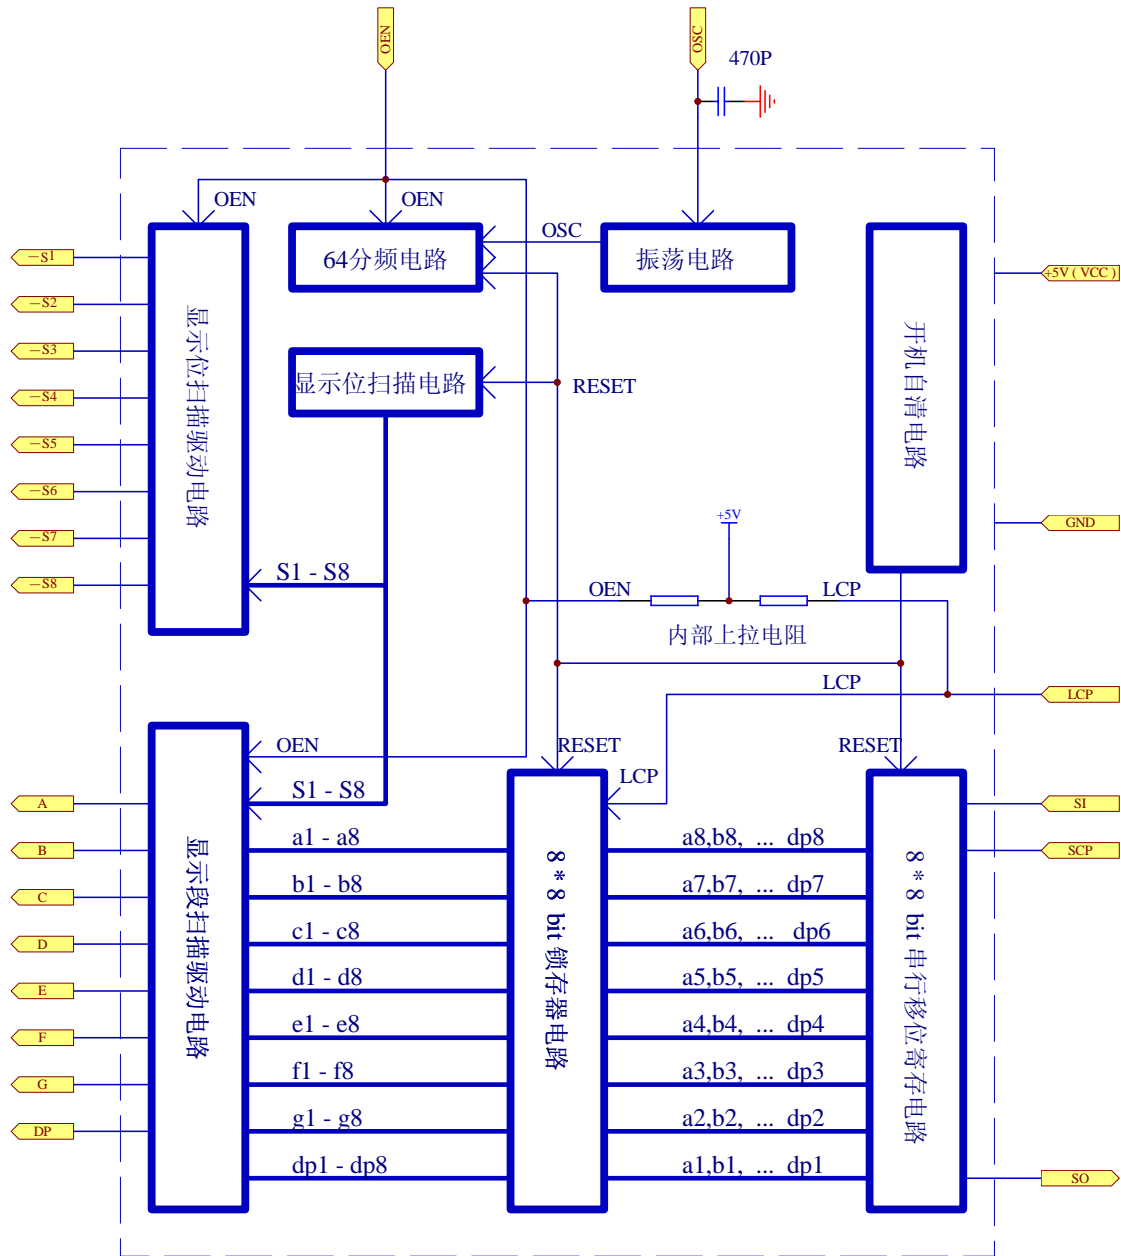 OEN
OSC
470P
OEN
OEN
OSC
64分频电路
振荡电路
开机自清电路
+5V ( VCC )
—S1
—S2
—S3
—S4
—S5
—S6
—S7
—S8
显示位扫描驱动电路
显示位扫描电路
RESET
GND
+5V
S1 - S8
OEN
LCP
内部上拉电阻
LCP
LCP
OEN
RESET
RESET
LCP
S1 - S8
A
B
C
D
E
F
G
DP
显示段扫描驱动电路
a1 - a8
b1 - b8
c1 - c8
d1 - d8
e1 - e8
f1 - f8
g1 - g8
dp1 - dp8
8 * 8 bit 锁存器电路
a8,b8, ... dp8
a7,b7, ... dp7
a6,b6, ... dp6
a5,b5, ... dp5
a4,b4, ... dp4
a3,b3, ... dp3
a2,b2, ... dp2
a1,b1, ... dp1
8 * 8 bit 串行移位寄存电路
SI
SCP
SO